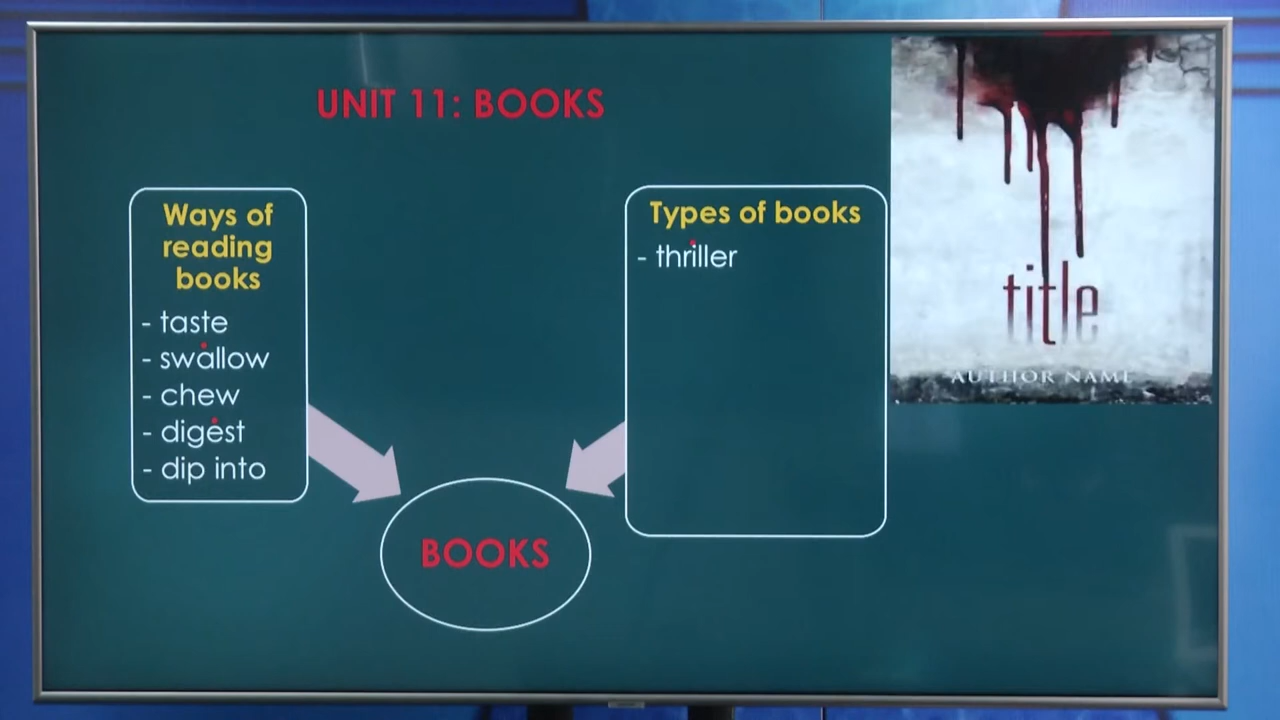 UNIT 11: BOOKS
Ways of
reading
books
- taste
- swallow
- chew
- digest
- dip into
Types of books
- thriller
BOOKS
title
AUTHOR NAME